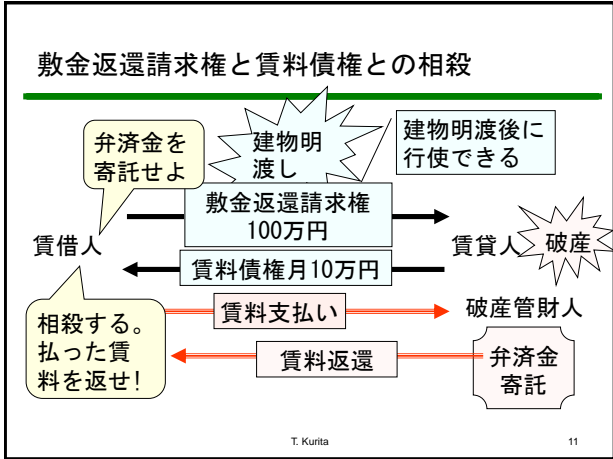 敷金返還請求権と賃料債権との相殺
弁済金を
寄託せよ
建物明
渡し
建物明渡後に
行使できる
敷金返還請求権
100万円
賃借人
賃貸人
破産
賃料債権月10万円
相殺する。
払った賃
料を返せ!
賃料支払い
破産管財人
賃料返還
弁済金
寄託
T. Kurita
11